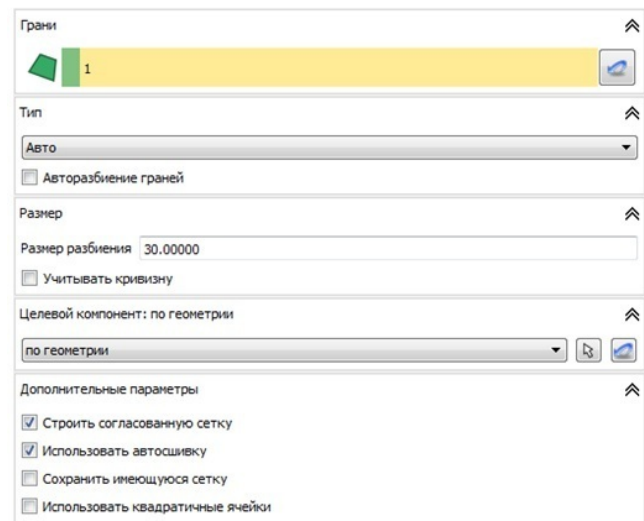 Грани
1
Тип
Авто
Авторазбиение граней
Размер
Размер разбиения 30.00000
Учитывать кривизну
Целевой компонент: по геометрии
по геометрии
Дополнительные параметры
Строить согласованную сетку
Использовать автосшивку
Сохранить имеющуюся сетку
Использовать квадратичные ячейки